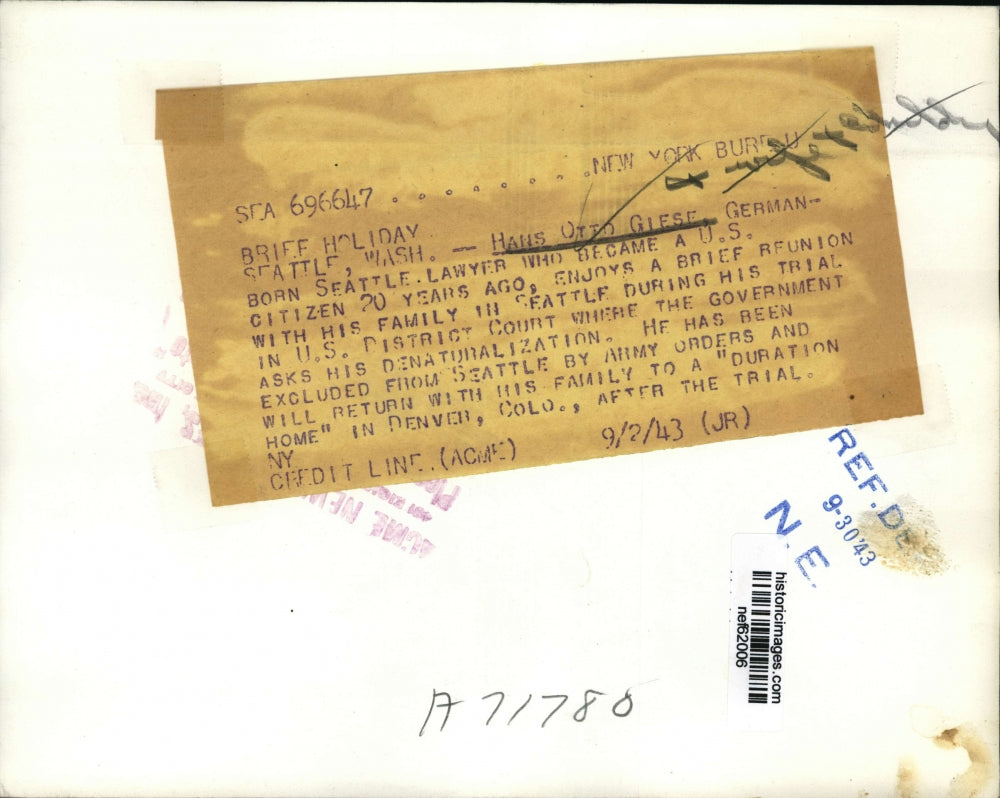 SEA 696647 . . . . . . . . NEW YORK BUREAU
BRIEF HOLIDAY
SEATTLE, WASH. — HANS OTTO GIESE, GERMAN-
BORN SEATTLE LAWYER WHO BECAME A U.S.
CITIZEN 20 YEARS AGO, ENJOYS A BRIEF REUNION
WITH HIS FAMILY IN SEATTLE DURING HIS TRIAL
IN U.S. DISTRICT COURT WHERE THE GOVERNMENT
ASKS HIS DENATURALIZATION. HE HAS BEEN
EXCLUDED FROM SEATTLE BY ARMY ORDERS AND
WILL RETURN WITH HIS FAMILY TO A "DURATION
HOME" IN DENVER, COLO., AFTER THE TRIAL.
NY
CREDIT LINE (ACME) 9/2/43 (JR)
ACME
REF. DE
9-30 43
N. E.
historicimages.com
nef62006
A 71780